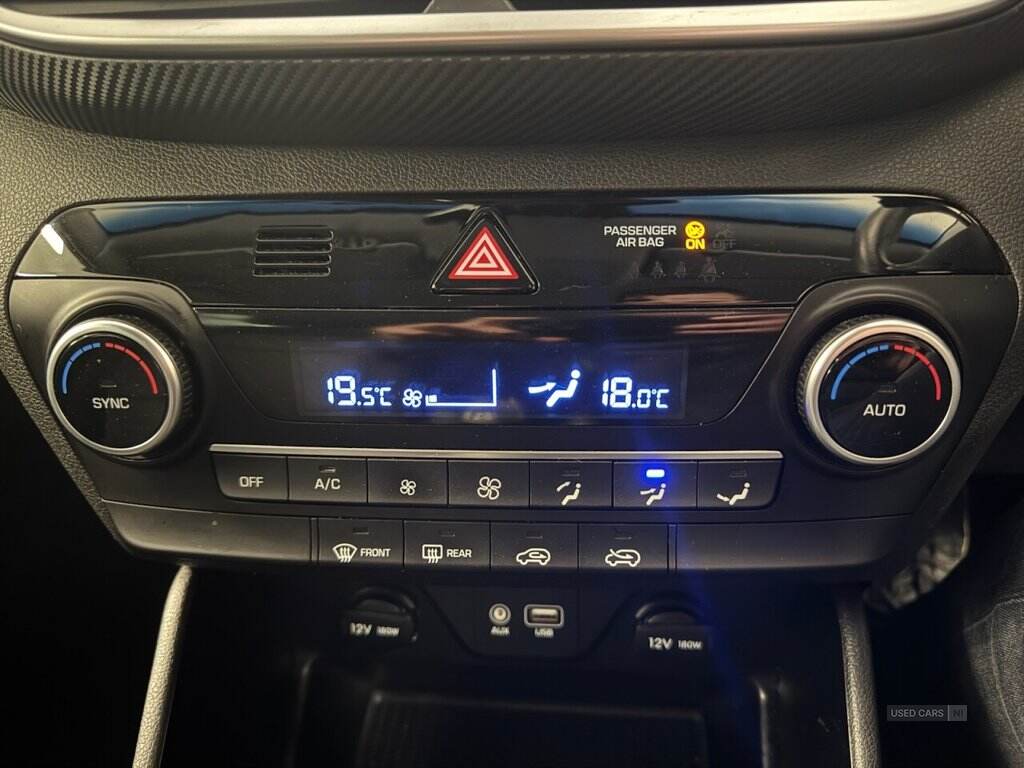 PASSENGER AIR BAG ON OFF
19.5°C 18.0°C
SYNC
AUTO
OFF A/C
FRONT REAR
AUX USB
12V 180W
12V 180W
USED CARS NI